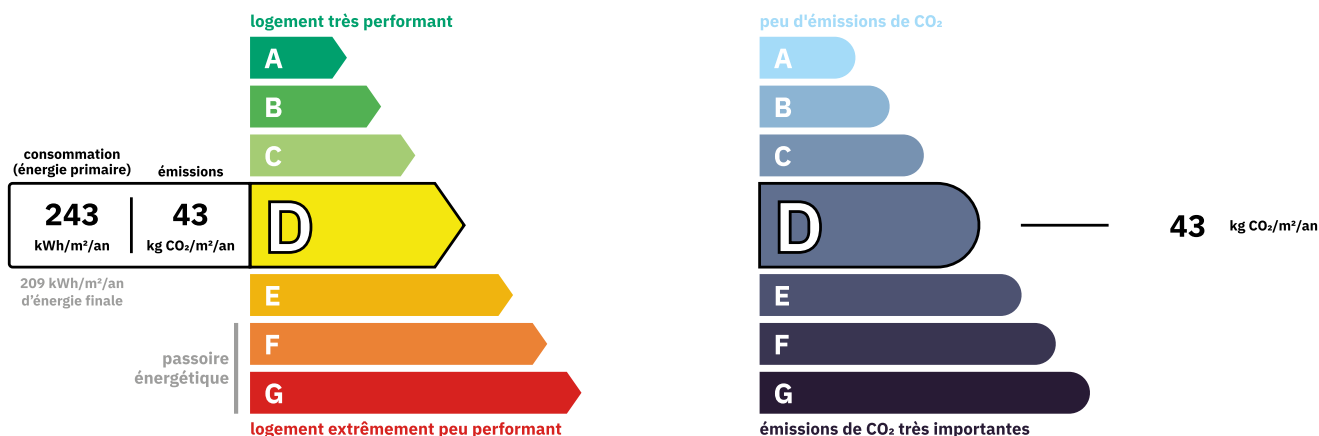 logement très performant
A
B
C
consommation
(énergie primaire)
émissions
243
kWh/m²/an
43
kg CO₂/m²/an
D
209 kWh/m²/an
d'énergie finale
E
passoire
énergétique
F
G
logement extrêmement peu performant
peu d'émissions de CO₂
A
B
C
D
43 kg CO₂/m²/an
E
F
G
émissions de CO₂ très importantes